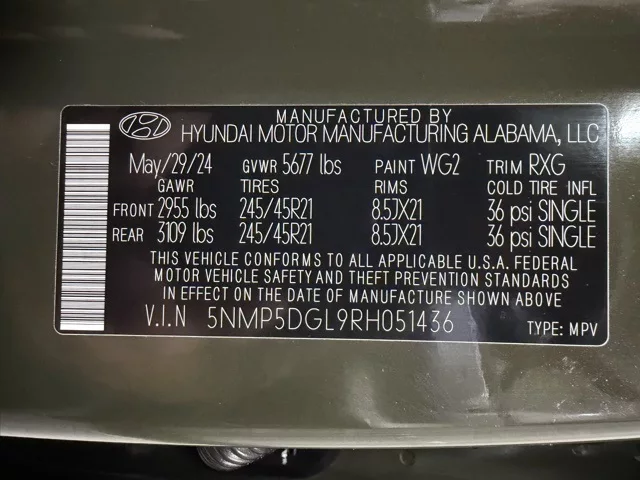 MANUFACTURED BY
HYUNDAI MOTOR MANUFACTURING ALABAMA, LLC
May/29/24 GVWR 5677 lbs PAINT WG2 TRIM RXG
GAWR TIRES RIMS COLD TIRE INFL
FRONT 2955 lbs 245/45R21 8.5JX21 36 psi SINGLE
REAR 3109 lbs 245/45R21 8.5JX21 36 psi SINGLE
THIS VEHICLE CONFORMS TO ALL APPLICABLE U.S.A. FEDERAL
MOTOR VEHICLE SAFETY AND THEFT PREVENTION STANDARDS
IN EFFECT ON THE DATE OF MANUFACTURE SHOWN ABOVE
V.I.N 5NMP5DGL9RH051436 TYPE: MPV